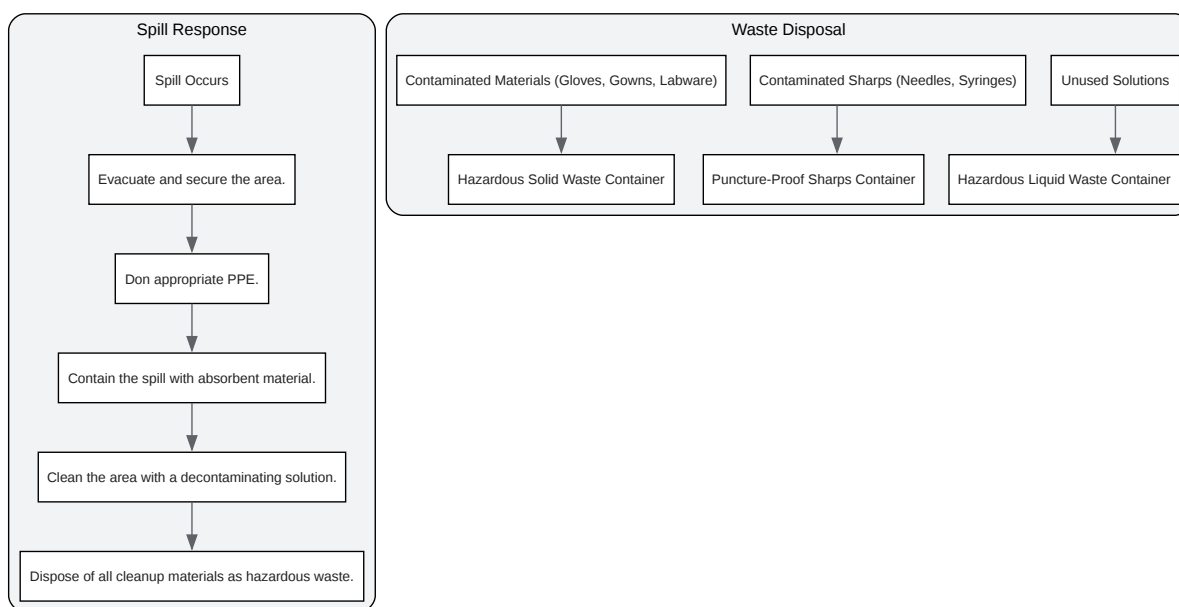 Spill Response
Spill Occurs
Evacuate and secure the area.
Don appropriate PPE.
Contain the spill with absorbent material.
Clean the area with a decontaminating solution.
Dispose of all cleanup materials as hazardous waste.
Waste Disposal
Contaminated Materials (Gloves, Gowns, Labware)
Contaminated Sharps (Needles, Syringes)
Unused Solutions
Hazardous Solid Waste Container
Puncture-Proof Sharps Container
Hazardous Liquid Waste Container